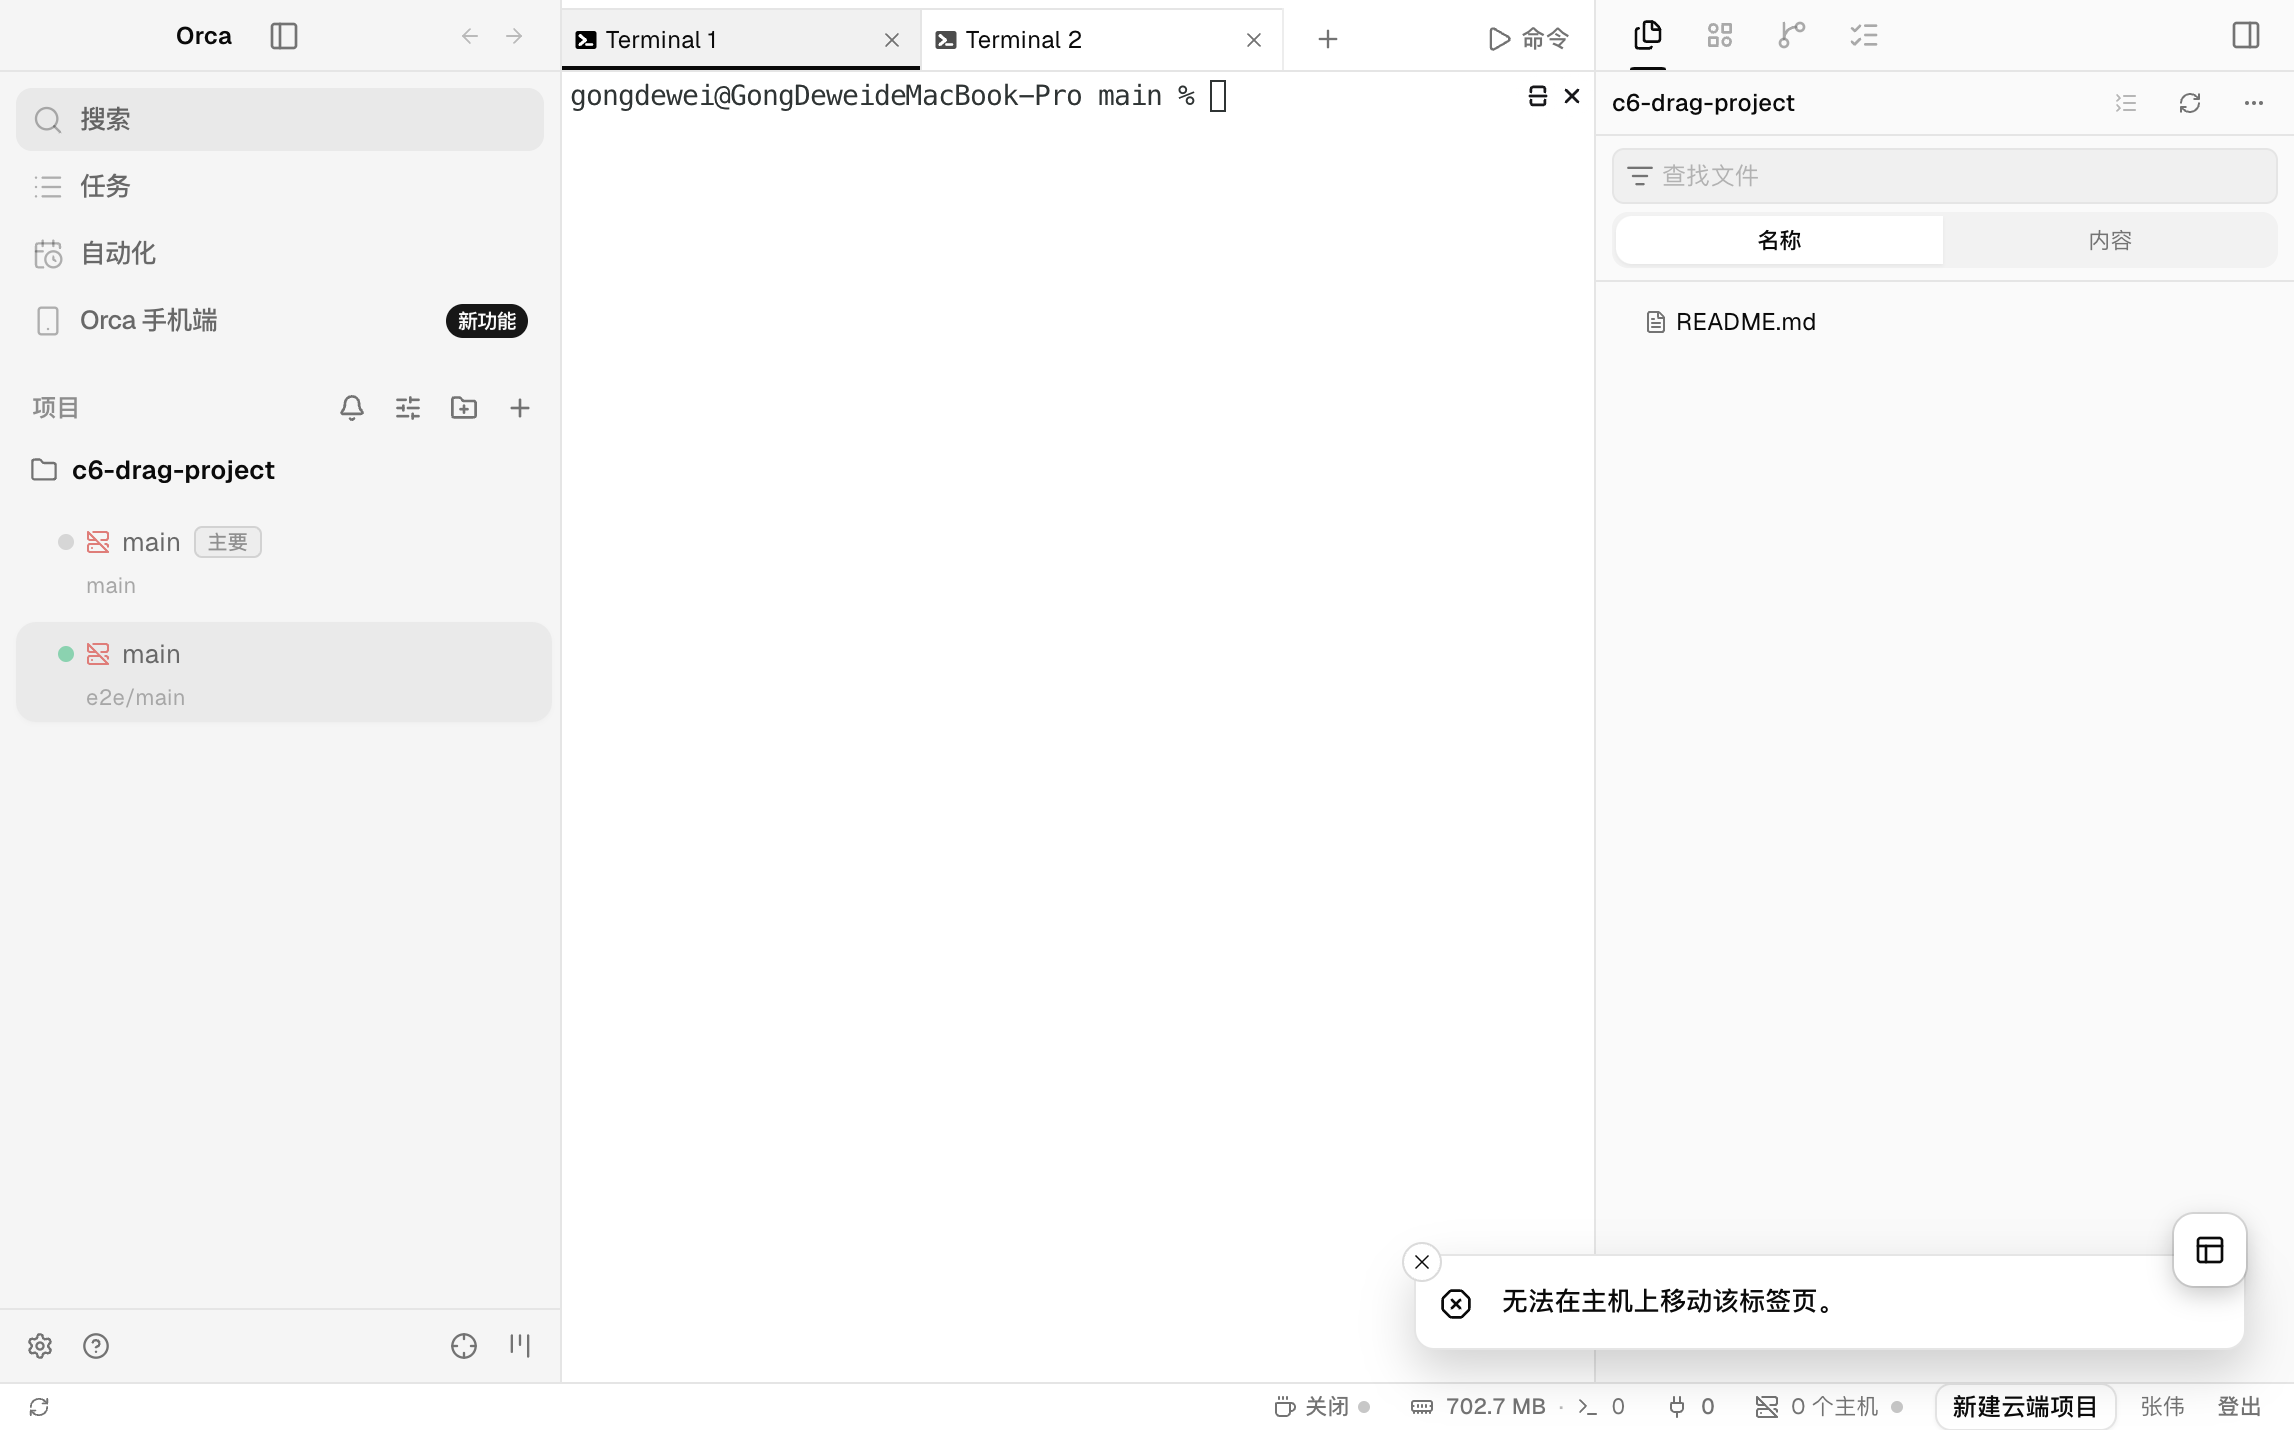 Orca
Terminal 1
Terminal 2
命令
搜索
任务
自动化
Orca 手机端
新功能
项目
c6-drag-project
main 主要
main
main
e2e/main
gongdewei@GongDeweideMacBook-Pro main %
c6-drag-project
查找文件
名称
内容
README.md
无法在主机上移动该标签页。
关闭
702.7 MB · 0
0
0 个主机
新建云端项目
张伟
登出